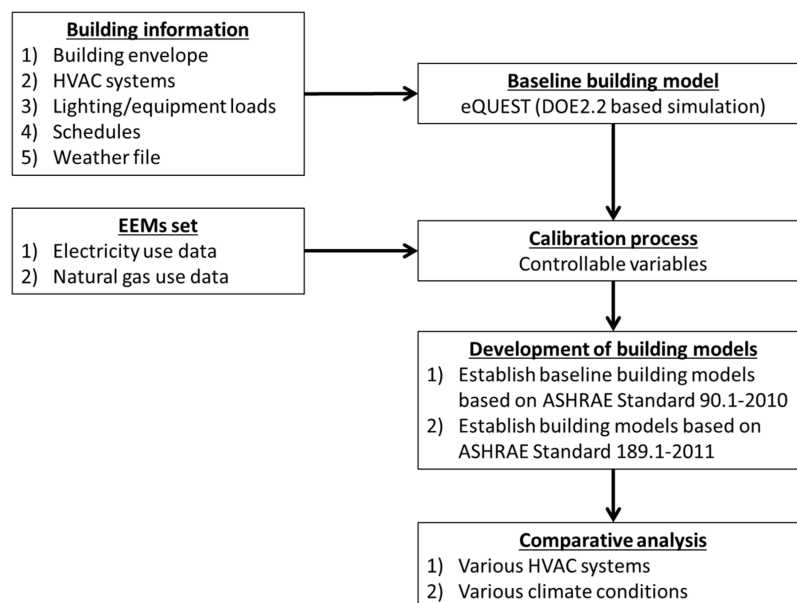 Building information
1) Building envelope
2) HVAC systems
3) Lighting/equipment loads
4) Schedules
5) Weather file
Baseline building model
eQUEST (DOE2.2 based simulation)
EEMs set
1) Electricity use data
2) Natural gas use data
Calibration process
Controllable variables
Development of building models
1) Establish baseline building models
based on ASHRAE Standard 90.1-2010
2) Establish building models based on
ASHRAE Standard 189.1-2011
Comparative analysis
1) Various HVAC systems
2) Various climate conditions